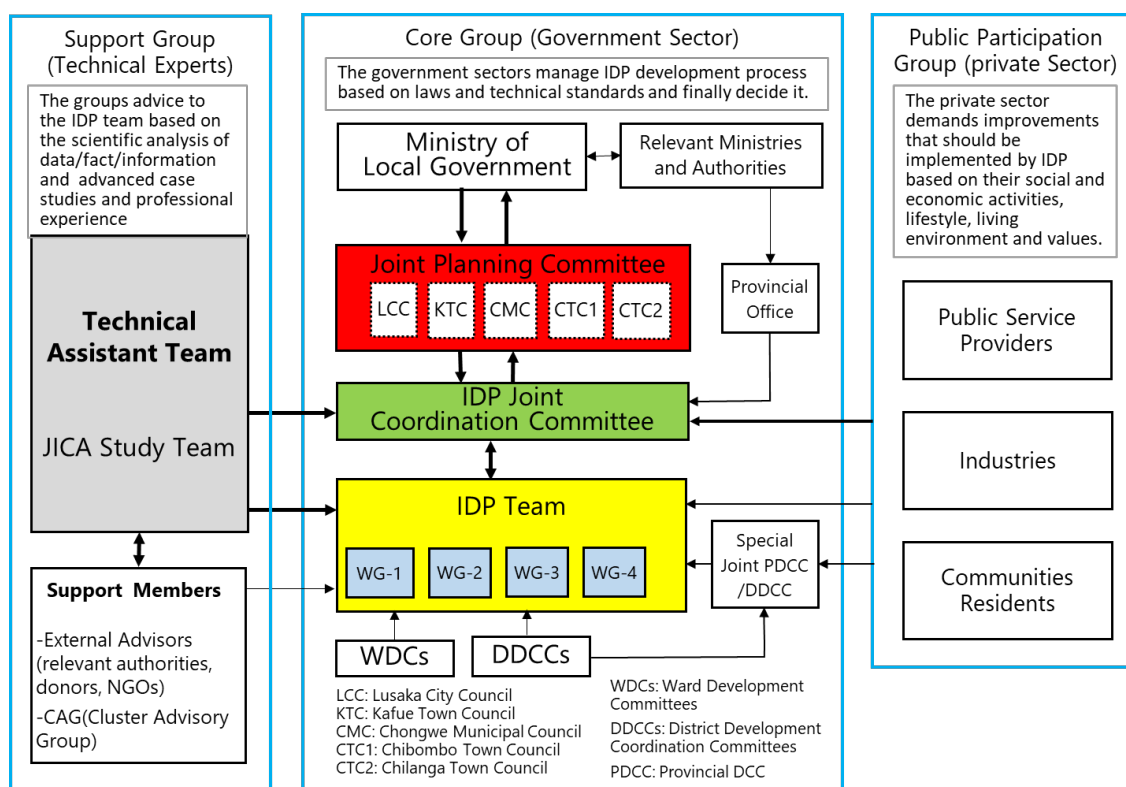 Support Group
(Technical Experts)
The groups advice to
the IDP team based on
the scientific analysis of
data/fact/information
and advanced case
studies and professional
experience
Technical
Assistant Team
JICA Study Team
Support Members
-External Advisors
(relevant authorities,
donors, NGOs)
-CAG(Cluster Advisory
Group)
Core Group (Government Sector)
The government sectors manage IDP development process
based on laws and technical standards and finally decide it.
Ministry of
Local Government
Relevant Ministries
and Authorities
Joint Planning Committee
LCC
KTC
CMC
CTC1
CTC2
Provincial
Office
IDP Joint
Coordination Committee
IDP Team
WG-1
WG-2
WG-3
WG-4
Special
Joint PDCC
/DDCC
WDCs
DDCCs
LCC: Lusaka City Council
KTC: Kafue Town Council
CMC: Chongwe Municipal Council
CTC1: Chibombo Town Council
CTC2: Chilanga Town Council
WDCs: Ward Development
Committees
DDCCs: District Development
Coordination Committees
PDCC: Provincial DCC
Public Participation
Group (private Sector)
The private sector
demands improvements
that should be
implemented by IDP
based on their social and
economic activities,
lifestyle, living
environment and values.
Public Service
Providers
Industries
Communities
Residents